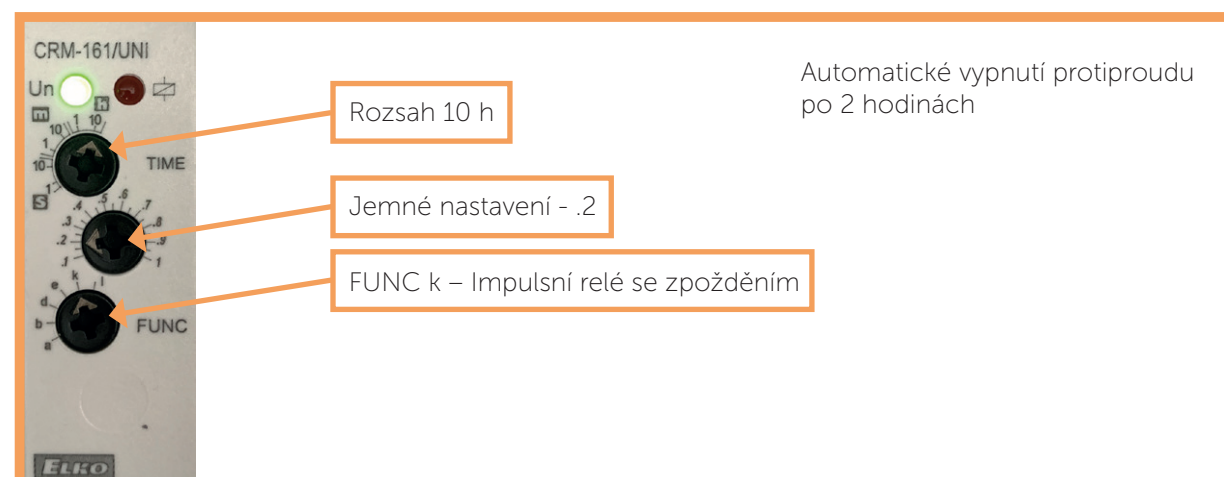 CRM-161/UNI
Un
m h
10 1 10
1
TIME
10
1
s
.4 .5 .6
.3 .7
.2 .8
.1 .9
1
k
e l
d
b FUNC
a
ELKO
Rozsah 10 h
Jemné nastavení - .2
FUNC k – Impulsní relé se zpožděním
Automatické vypnutí protiproudu
po 2 hodinách